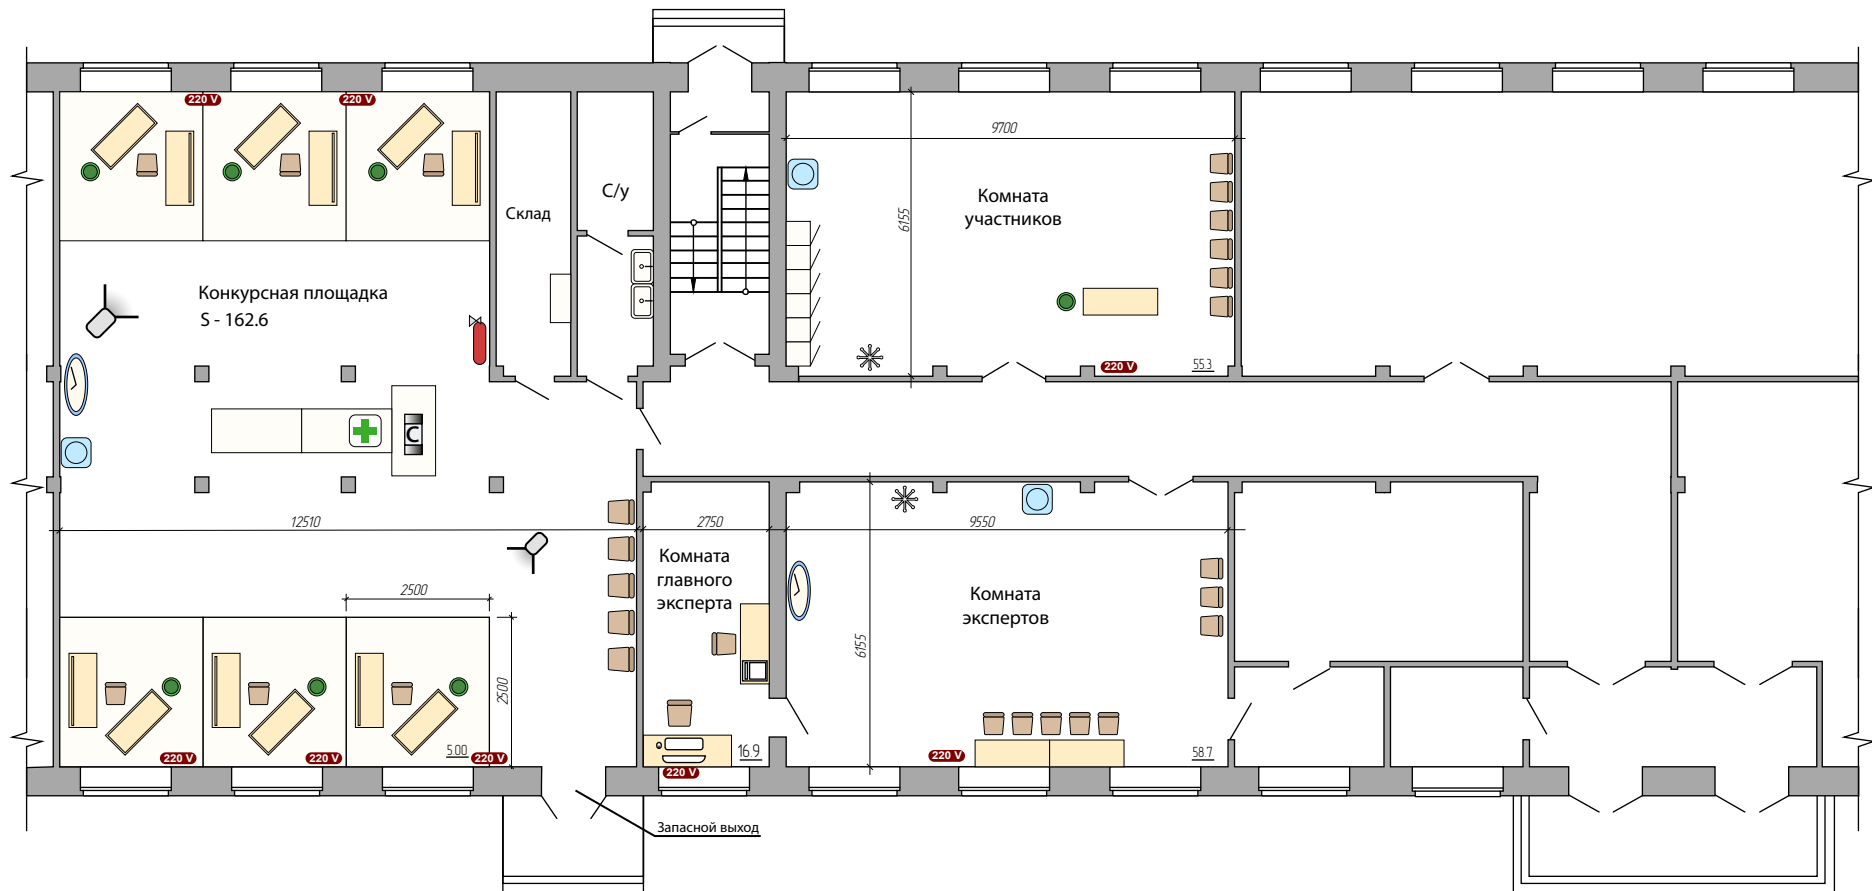 220 V
220 V
9700
6155
Комната
участников
С/у
Склад
Конкурсная площадка
S - 162.6
220 V
55.3
C
12510
2750
9550
Комната
главного
эксперта
Комната
экспертов
2500
2500
6155
5.00
220 V
220 V
220 V
16.9
220 V
220 V
58.7
Запасной выход